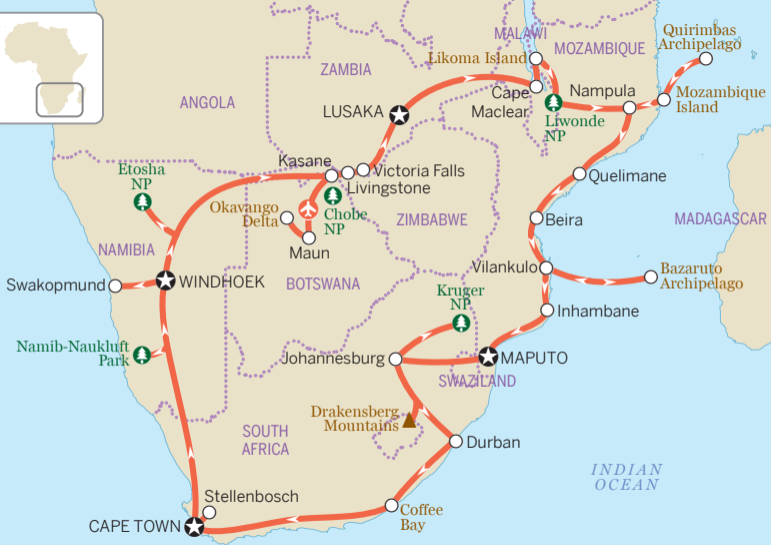 Quirimbas
Archipelago
MALAWI
MOZAMBIQUE
Likoma Island
ZAMBIA
Cape
Maclear
Nampula
Mozambique
Island
ANGOLA
LUSAKA
Liwonde
NP
Kasane
Victoria Falls
Livingstone
Etosha
NP
Quelimane
Okavango
Delta
Chobe
NP
ZIMBABWE
Beira
MADAGASCAR
NAMIBIA
Maun
Vilankulo
Bazaruto
Archipelago
Swakopmund
WINDHOEK
BOTSWANA
Kruger
NP
Inhambane
Namib-Naukluft
Park
Johannesburg
MAPUTO
SWAZILAND
Drakensberg
Mountains
SOUTH
AFRICA
Durban
INDIAN
OCEAN
Stellenbosch
Coffee
Bay
CAPE TOWN